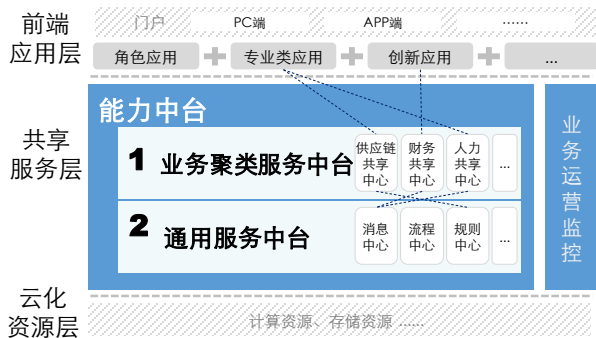 前端
应用层
门户
PC端
APP端
······
角色应用
专业类应用
创新应用
...
共享
服务层
能力中台
1 业务聚类服务中台
供应链
共享
中心
财务
共享
中心
人力
共享
中心
...
2 通用服务中台
消息
中心
流程
中心
规则
中心
...
业
务
运
营
监
控
云化
资源层
计算资源、存储资源 ......